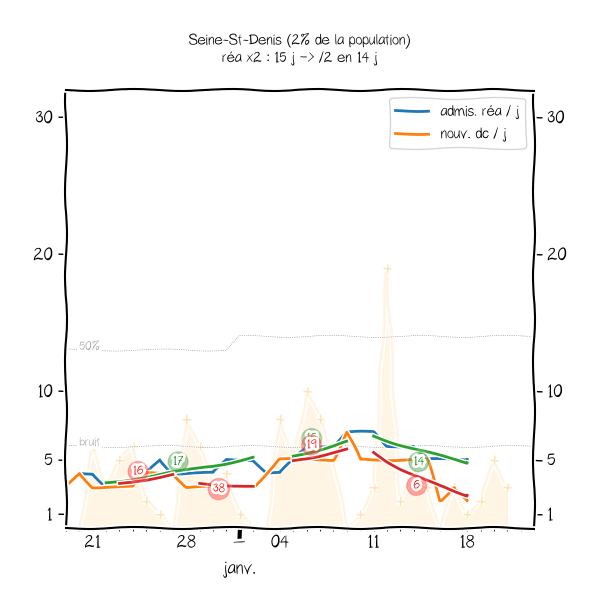 Seine-St-Denis (2% de la population)
réa x2 : 15 j -> /2 en 14 j
admis. réa / j
nouv. dc / j
30 30
20 20
50%
10 10
bruit
17 19 14
16 38 6
5 5
1 1
21 28 04 11 18
janv.